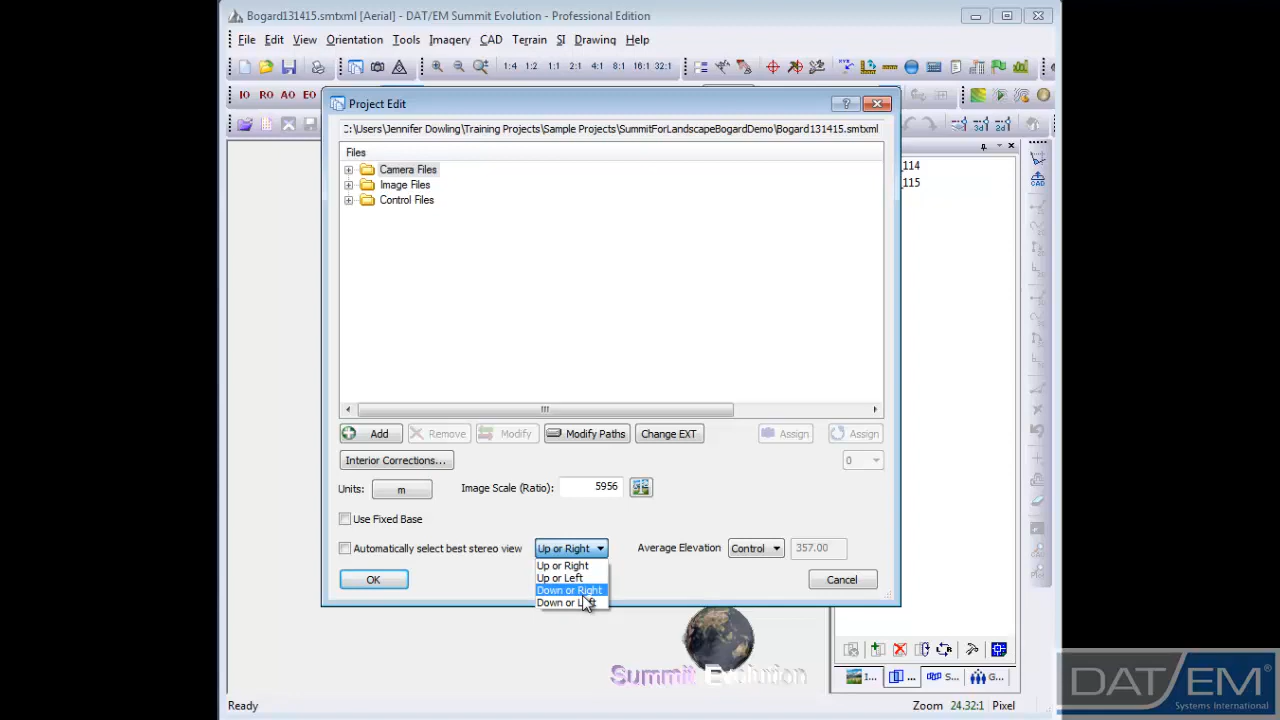 Bogard131415.smtxml [Aerial] - DAT/EM Summit Evolution - Professional Edition
File Edit View Orientation Tools Imagery CAD Terrain SI Drawing Help
1:4 1:2 1:1 2:1 4:1 8:1 16:1 32:1
IO RO AO EO
Project Edit
:\Users\Jennifer Dowling\Training Projects\Sample Projects\SummitForLandscapeBogardDemo\Bogard131415.smtxml
Files
Camera Files
Image Files
Control Files
_114
_115
CAD
Add Remove Modify Modify Paths Change EXT Assign Assign
Interior Corrections... 0
Units: m Image Scale (Ratio): 5956
Use Fixed Base
Automatically select best stereo view Up or Right Average Elevation Control 357.00
Up or Right
Up or Left
Down or Right
Down or Left
OK Cancel
Summit Evolution
I... ... S... G...
Ready Zoom 24.32:1 Pixel
DAT/EM
Systems International